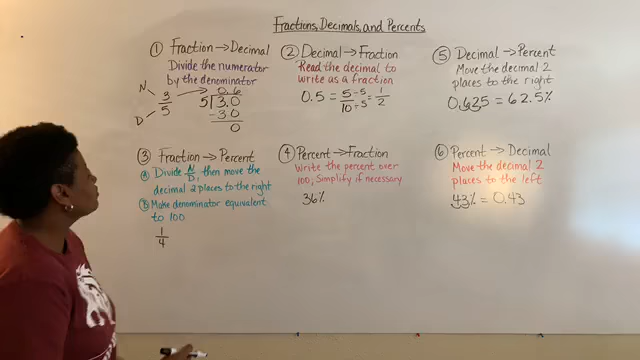 Fractions, Decimals, and Percents
① Fraction → Decimal
Divide the numerator
by the denominator
N
D
3/5
0.6
5)3.0
-30
0
② Decimal → Fraction
Read the decimal to
write as a fraction
0.5 = 5/10 ÷5/÷5 = 1/2
⑤ Decimal → Percent
Move the decimal 2
places to the right
0.625 = 62.5%
③ Fraction → Percent
ⓐ Divide N/D, then move the
decimal 2 places to the right
ⓑ Make denominator equivalent
to 100
1/4
④ Percent → Fraction
Write the percent over
100; Simplify if necessary
36%
⑥ Percent → Decimal
Move the decimal 2
places to the left
43% = 0.43